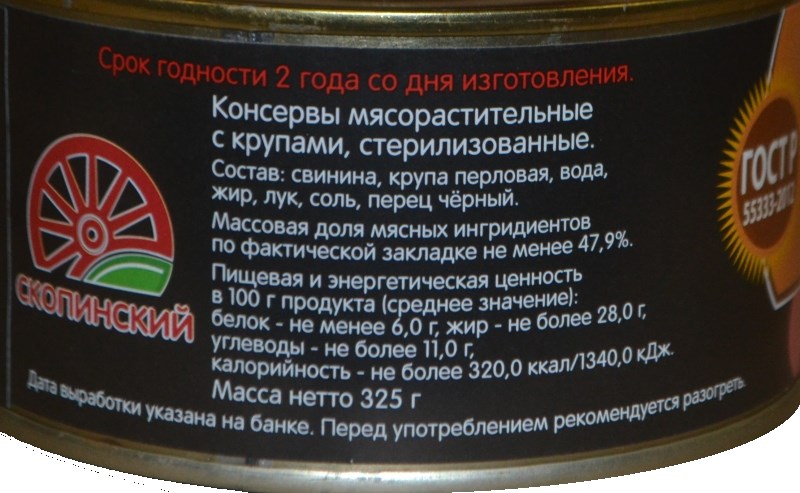 Срок годности 2 года со дня изготовления.
Консервы мясорастительные
с крупами, стерилизованные.
Состав: свинина, крупа перловая, вода,
жир, лук, соль, перец чёрный.
Массовая доля мясных ингридиентов
по фактической закладке не менее 47,9%.
Пищевая и энергетическая ценность
в 100 г продукта (среднее значение):
белок - не менее 6,0 г, жир - не более 28,0 г,
углеводы - не более 11,0 г,
калорийность - не более 320,0 ккал/1340,0 кДж.
Масса нетто 325 г
Дата выработки указана на банке. Перед употреблением рекомендуется разогреть.
СКОПИНСКИЙ
ГОСТ Р
55333-2012